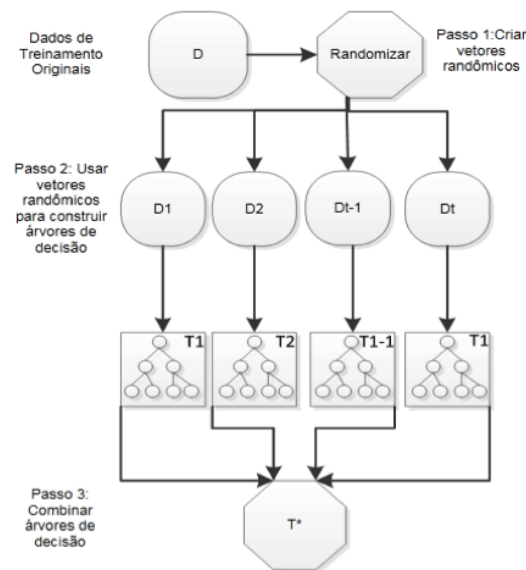 Dados de
Treinamento
Originais
D
Randomizar
Passo 1:Criar
vetores
randômicos
Passo 2: Usar
vetores
randômicos
para construir
árvores de
decisão
D1
D2
Dt-1
Dt
T1
T2
T1-1
T1
Passo 3:
Combinar
árvores de
decisão
T*